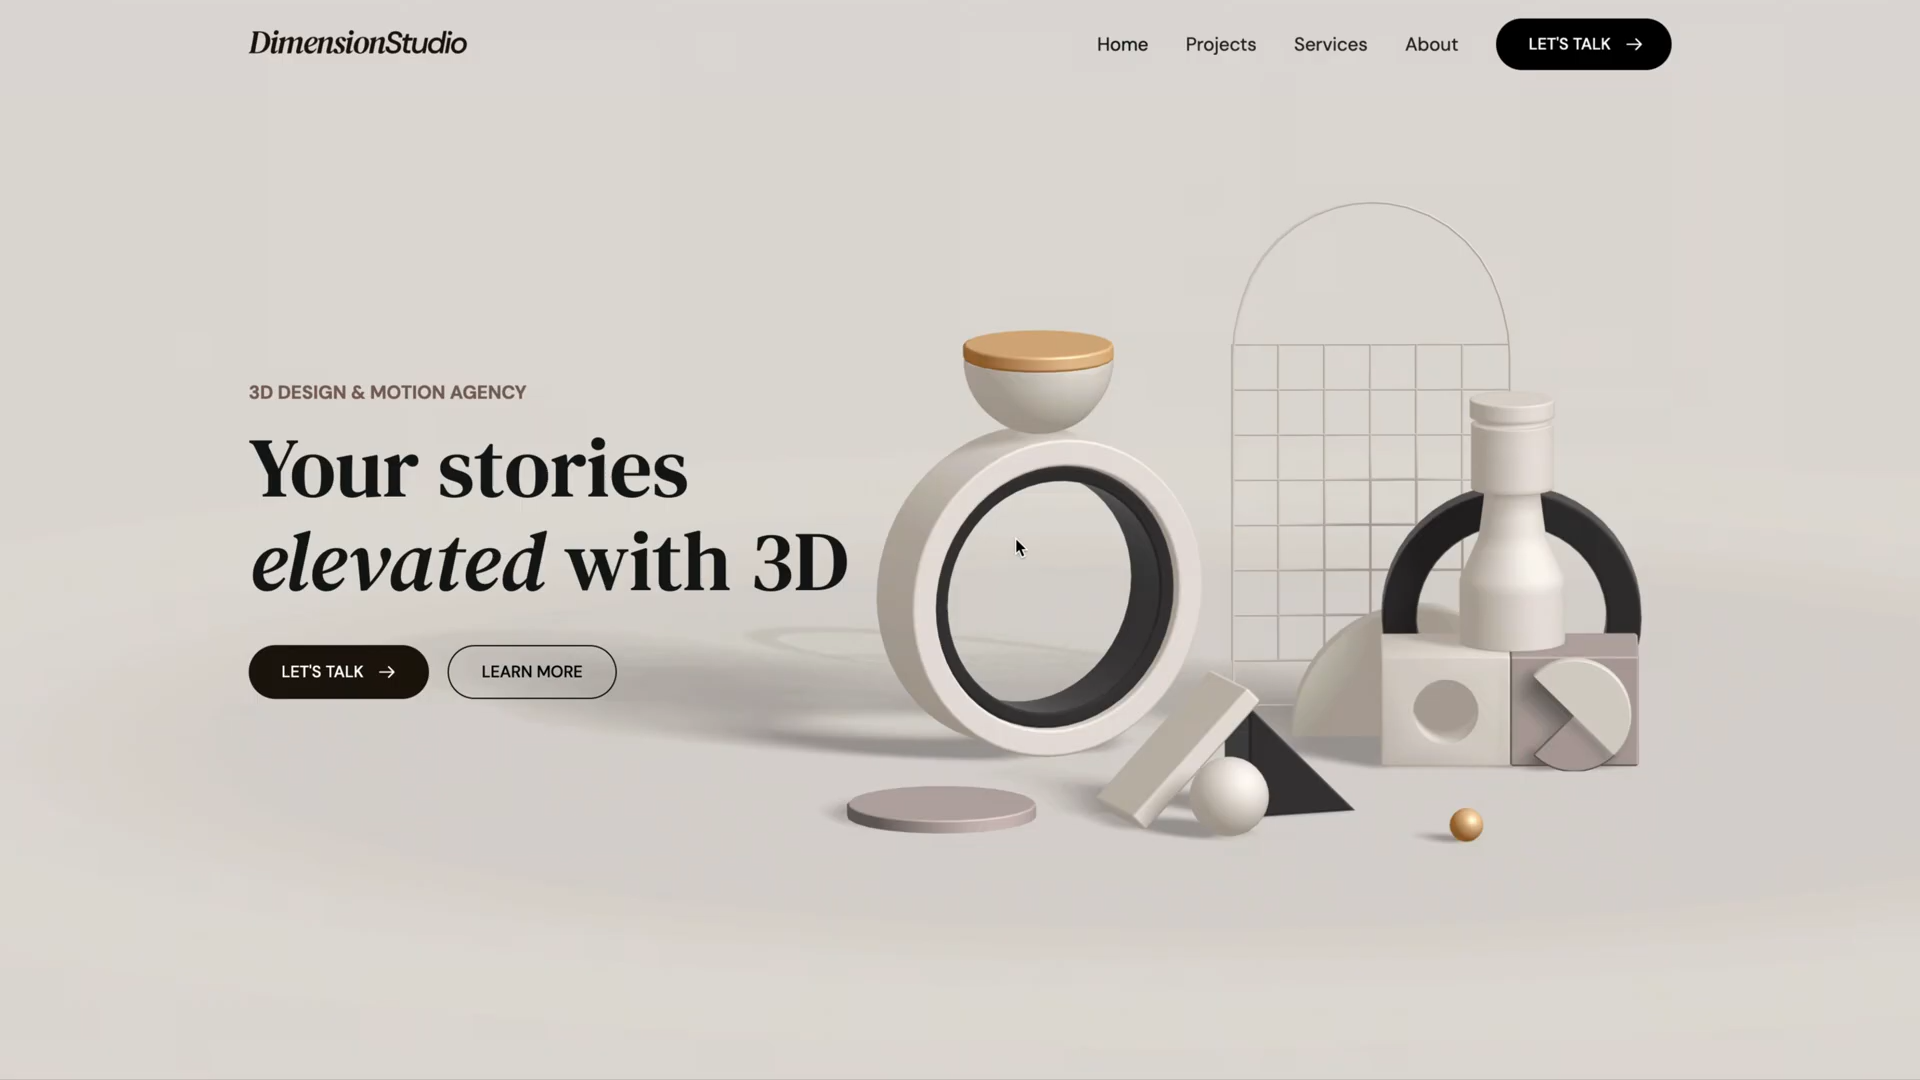 DimensionStudio
Home Projects Services About LET'S TALK →
3D DESIGN & MOTION AGENCY
Your stories
elevated with 3D
LET'S TALK → LEARN MORE